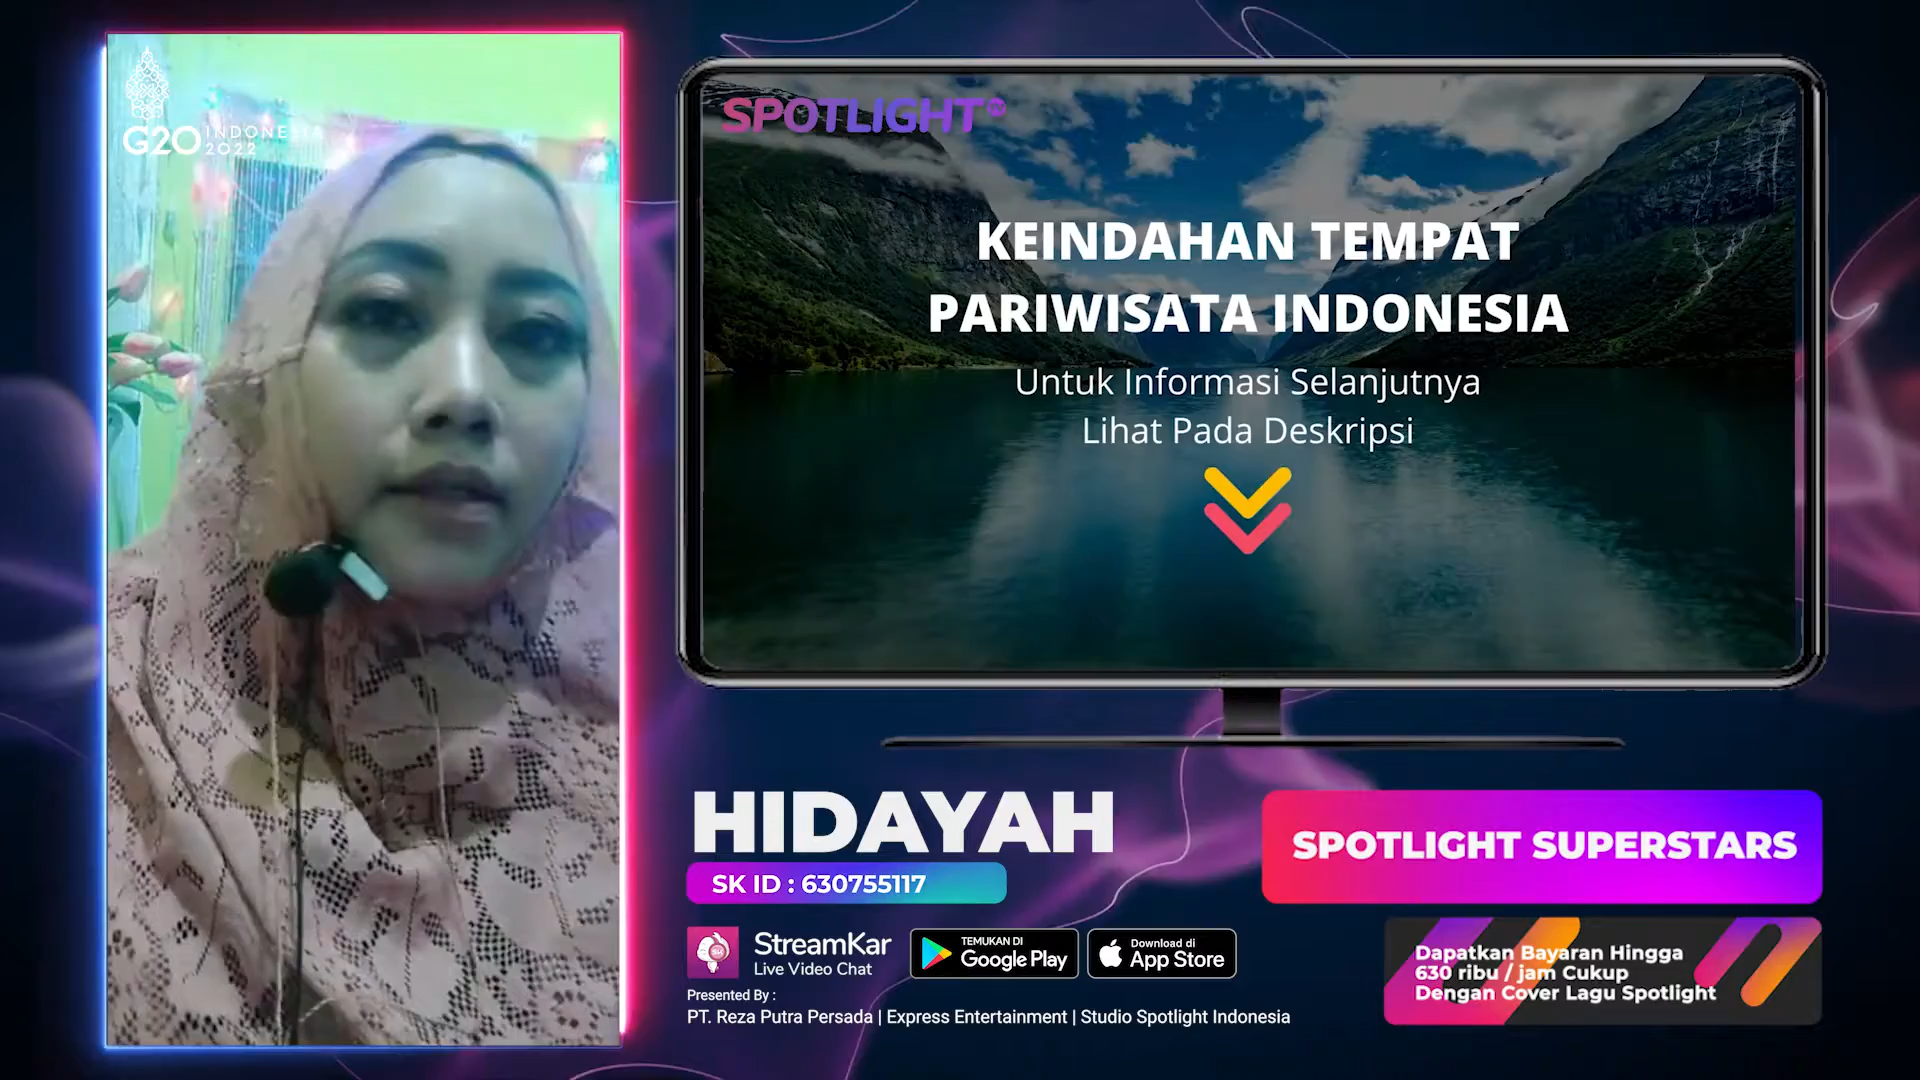 G20 INDONESIA
2022
SPOTLIGHT TV
KEINDAHAN TEMPAT
PARIWISATA INDONESIA
Untuk Informasi Selanjutnya
Lihat Pada Deskripsi
HIDAYAH
SK ID : 630755117
SPOTLIGHT SUPERSTARS
StreamKar
Live Video Chat
TEMUKAN DI
Google Play
Download di
App Store
Dapatkan Bayaran Hingga
630 ribu / jam Cukup
Dengan Cover Lagu Spotlight
Presented By :
PT. Reza Putra Persada | Express Entertainment | Studio Spotlight Indonesia